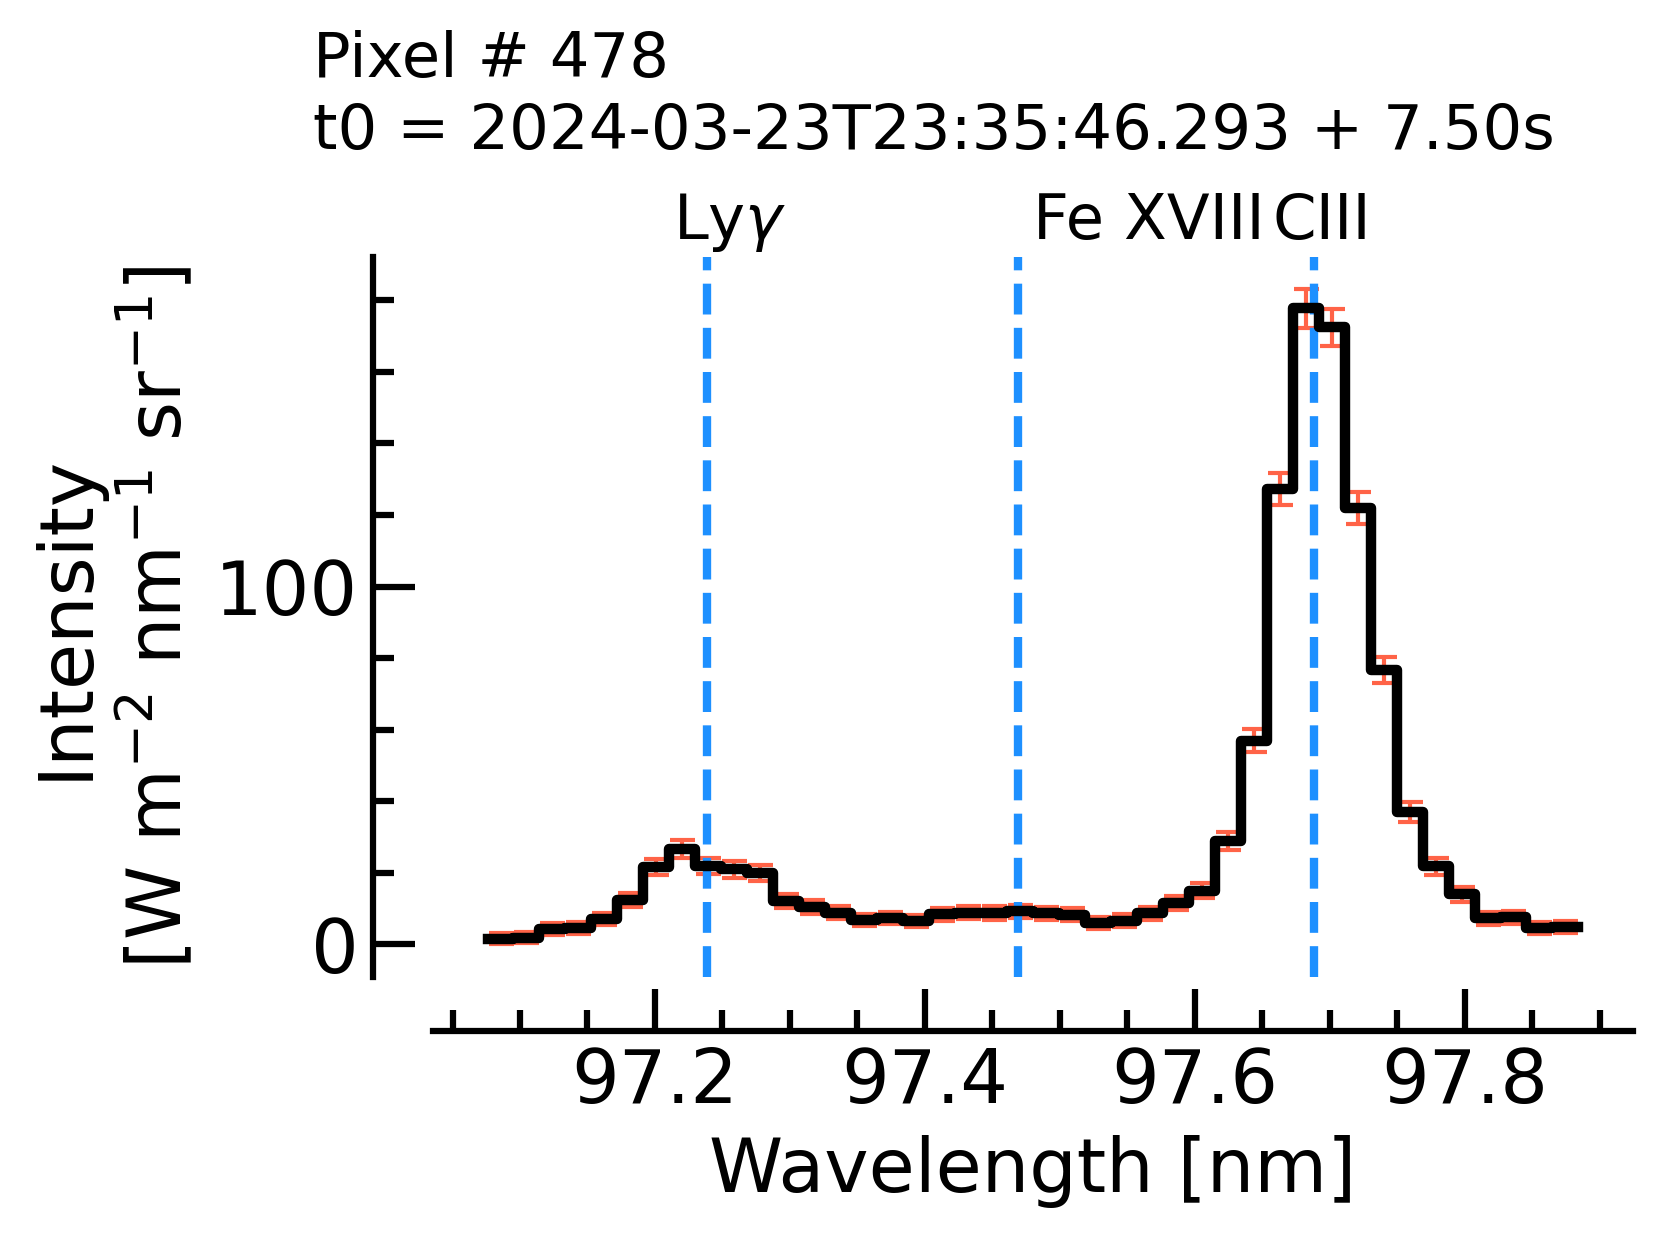 Pixel # 478
t0 = 2024-03-23T23:35:46.293 + 7.50s
Lyγ Fe XVIII CIII
Intensity
[W m⁻² nm⁻¹ sr⁻¹]
100
0
97.2 97.4 97.6 97.8
Wavelength [nm]